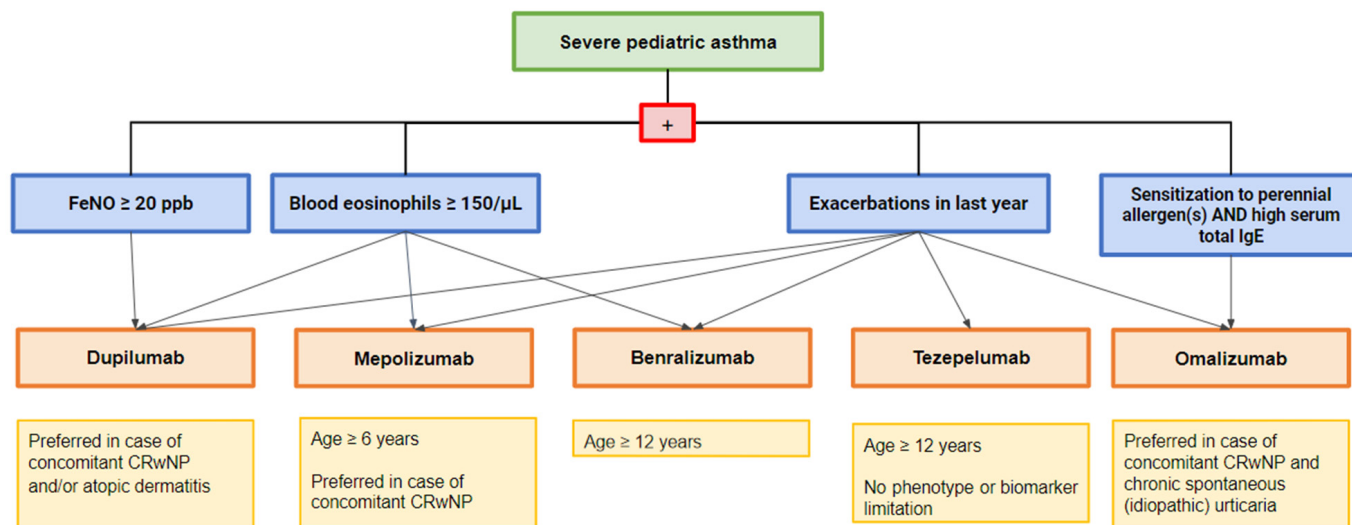 Severe pediatric asthma
+
FeNO ≥ 20 ppb
Blood eosinophils ≥ 150/µL
Exacerbations in last year
Sensitization to perennial
allergen(s) AND high serum
total IgE
Dupilumab
Mepolizumab
Benralizumab
Tezepelumab
Omalizumab
Preferred in case of
concomitant CRwNP
and/or atopic dermatitis
Age ≥ 6 years
Preferred in case of
concomitant CRwNP
Age ≥ 12 years
Age ≥ 12 years
No phenotype or biomarker
limitation
Preferred in case of
concomitant CRwNP and
chronic spontaneous
(idiopathic) urticaria